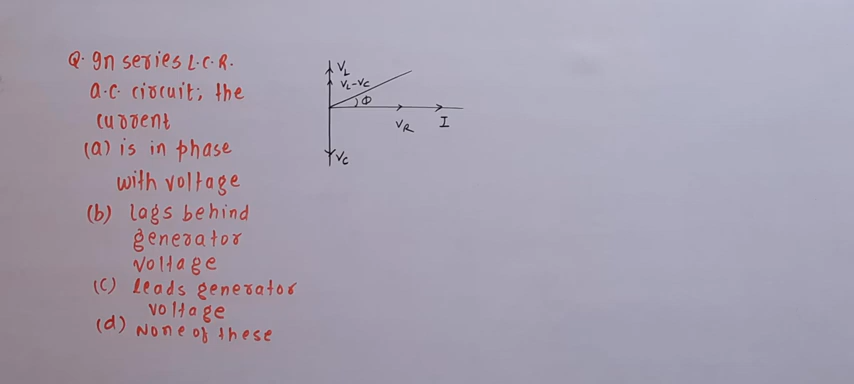 Q. In series L.C.R.
a.c. circuit; the
current
(a) is in phase
with voltage
(b) lags behind
generator
voltage
(c) Leads generator
voltage
(d) None of these
VL
VL-VC
Φ
VR I
VC